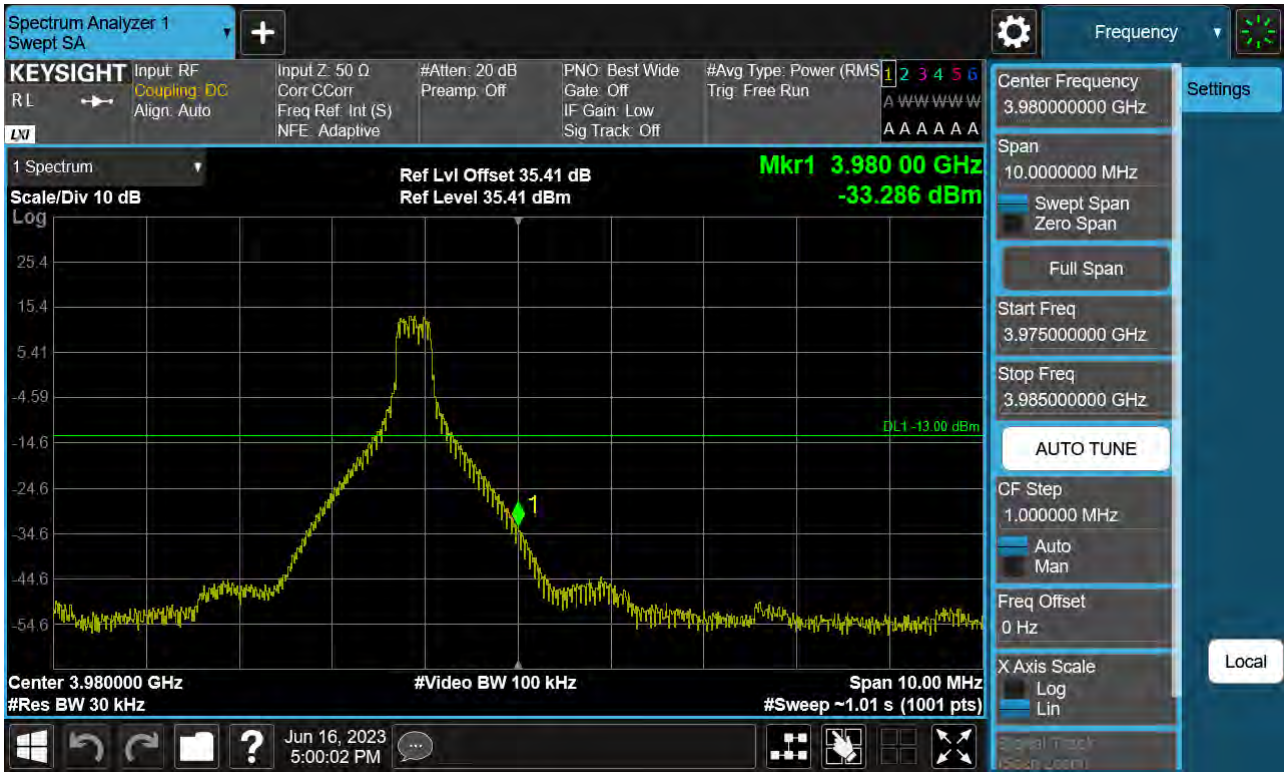 Spectrum Analyzer 1
Swept SA
+
Frequency
KEYSIGHT
RL
LXI
Input: RF
Coupling: DC
Align: Auto
Input Z: 50 Ω
Corr CCorr
Freq Ref: Int (S)
NFE: Adaptive
#Atten: 20 dB
Preamp: Off
PNO: Best Wide
Gate: Off
IF Gain: Low
Sig Track: Off
#Avg Type: Power (RMS
Trig: Free Run
1 2 3 4 5 6
A W W W W W
A A A A A A
1 Spectrum
Scale/Div 10 dB
Log
Ref Lvl Offset 35.41 dB
Ref Level 35.41 dBm
Mkr1 3.980 00 GHz
-33.286 dBm
25.4
15.4
5.41
-4.59
-14.6
-24.6
-34.6
-44.6
-54.6
DL1 -13.00 dBm
1
Center 3.980000 GHz
#Res BW 30 kHz
#Video BW 100 kHz
Span 10.00 MHz
#Sweep ~1.01 s (1001 pts)
Center Frequency
3.980000000 GHz
Span
10.0000000 MHz
Swept Span
Zero Span
Full Span
Start Freq
3.975000000 GHz
Stop Freq
3.985000000 GHz
AUTO TUNE
CF Step
1.000000 MHz
Auto
Man
Freq Offset
0 Hz
X Axis Scale
Log
Lin
Signal Track
(Span Zoom)
Settings
Local
?
Jun 16, 2023
5:00:02 PM